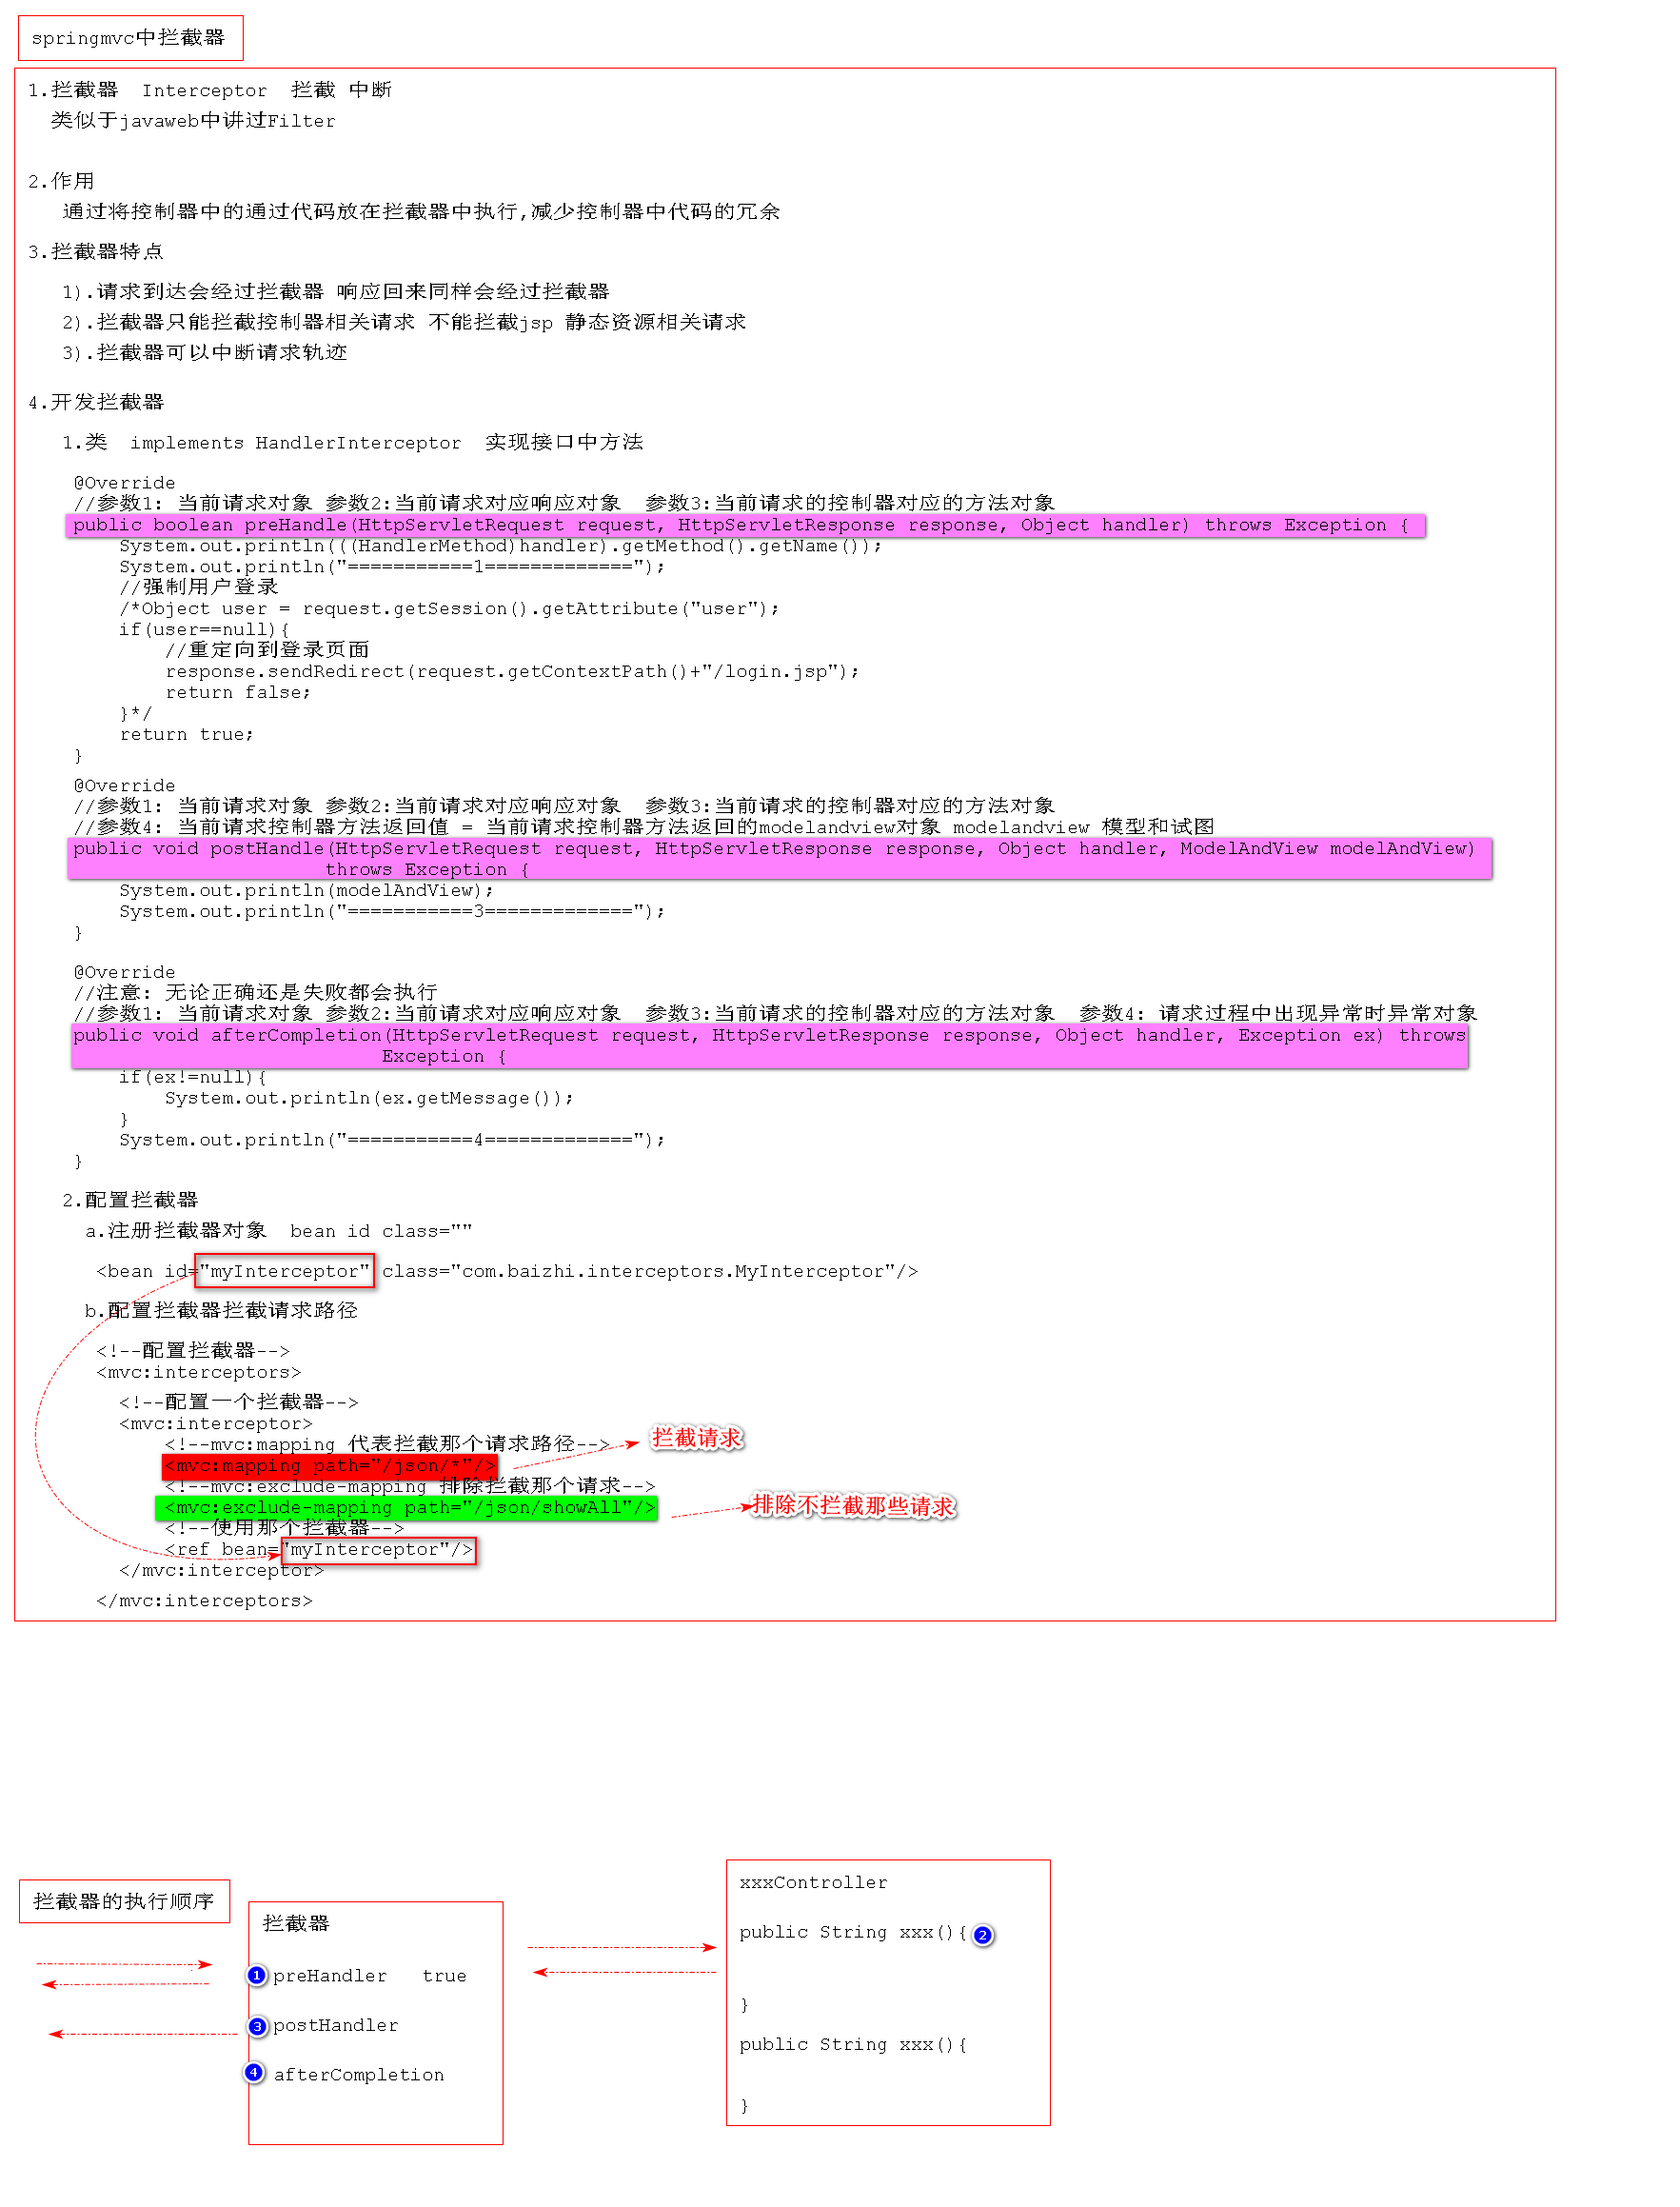 springmvc中拦截器
1.拦截器  Interceptor  拦截 中断
类似于javaweb中讲过Filter
2.作用
通过将控制器中的通过代码放在拦截器中执行,减少控制器中代码的冗余
3.拦截器特点
1).请求到达会经过拦截器 响应回来同样会经过拦截器
2).拦截器只能拦截控制器相关请求 不能拦截jsp 静态资源相关请求
3).拦截器可以中断请求轨迹
4.开发拦截器
1.类  implements HandlerInterceptor  实现接口中方法
@Override
//参数1: 当前请求对象 参数2:当前请求对应响应对象  参数3:当前请求的控制器对应的方法对象
public boolean preHandle(HttpServletRequest request, HttpServletResponse response, Object handler) throws Exception {
System.out.println(((HandlerMethod)handler).getMethod().getName());
System.out.println("===========1=============");
//强制用户登录
/*Object user = request.getSession().getAttribute("user");
if(user==null){
//重定向到登录页面
response.sendRedirect(request.getContextPath()+"/login.jsp");
return false;
}*/
return true;
}
@Override
//参数1: 当前请求对象 参数2:当前请求对应响应对象  参数3:当前请求的控制器对应的方法对象
//参数4: 当前请求控制器方法返回值 = 当前请求控制器方法返回的modelandview对象 modelandview 模型和试图
public void postHandle(HttpServletRequest request, HttpServletResponse response, Object handler, ModelAndView modelAndView)
throws Exception {
System.out.println(modelAndView);
System.out.println("===========3=============");
}
@Override
//注意: 无论正确还是失败都会执行
//参数1: 当前请求对象 参数2:当前请求对应响应对象  参数3:当前请求的控制器对应的方法对象  参数4: 请求过程中出现异常时异常对象
public void afterCompletion(HttpServletRequest request, HttpServletResponse response, Object handler, Exception ex) throws
Exception {
if(ex!=null){
System.out.println(ex.getMessage());
}
System.out.println("===========4=============");
}
2.配置拦截器
a.注册拦截器对象  bean id class=""
<bean id="myInterceptor" class="com.baizhi.interceptors.MyInterceptor"/>
b.配置拦截器拦截请求路径
<!--配置拦截器-->
<mvc:interceptors>
<!--配置一个拦截器-->
<mvc:interceptor>
<!--mvc:mapping 代表拦截那个请求路径-->
拦截请求
<mvc:mapping path="/json/*"/>
<!--mvc:exclude-mapping 排除拦截那个请求-->
<mvc:exclude-mapping path="/json/showAll"/>
排除不拦截那些请求
<!--使用那个拦截器-->
<ref bean="myInterceptor"/>
</mvc:interceptor>
</mvc:interceptors>
拦截器的执行顺序
拦截器
1 preHandler   true
3 postHandler
4 afterCompletion
xxxController
public String xxx(){ 2
}
public String xxx(){
}